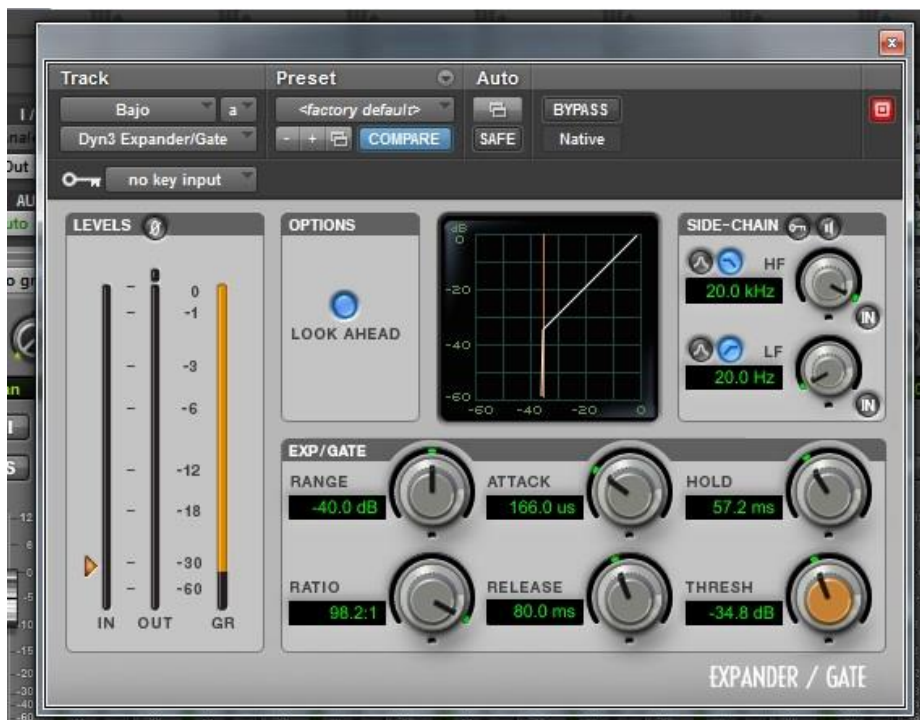 Track Preset Auto
Bajo a <factory default> BYPASS
Dyn3 Expander/Gate - + COMPARE SAFE Native
no key input
LEVELS Ø OPTIONS SIDE-CHAIN
LOOK AHEAD
dB
0
-20
-40
-60
-60 -40 -20 0
HF
20.0 kHz
IN
LF
20.0 Hz
IN
0
-1
-3
-6
-12
-18
-30
-60
IN OUT GR
EXP/GATE
RANGE ATTACK HOLD
-40.0 dB 166.0 us 57.2 ms
RATIO RELEASE THRESH
98.2:1 80.0 ms -34.8 dB
EXPANDER / GATE